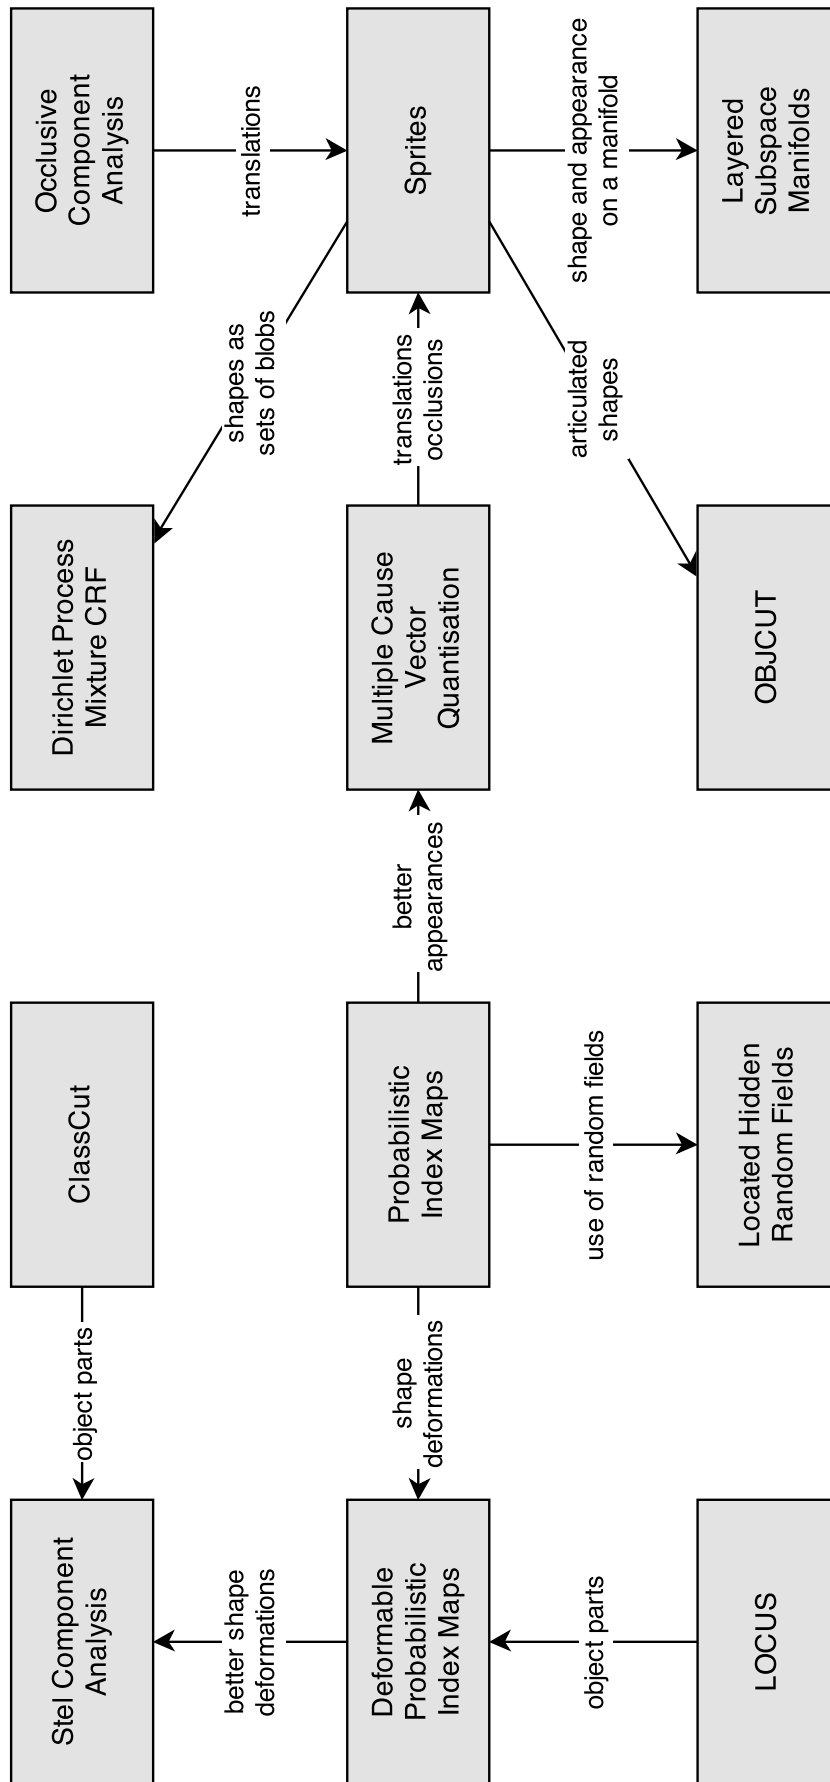 Stel Component
Analysis
object parts
ClassCut
Dirichlet Process
Mixture CRF
Occlusive
Component
Analysis
better shape
deformations
shapes as
sets of blobs
translations
Deformable
Probabilistic
Index Maps
shape
deformations
Probabilistic
Index Maps
better
appearances
Multiple Cause
Vector
Quantisation
translations
occlusions
Sprites
object parts
use of random fields
articulated
shapes
shape and appearance
on a manifold
LOCUS
Located Hidden
Random Fields
OBJCUT
Layered
Subspace
Manifolds